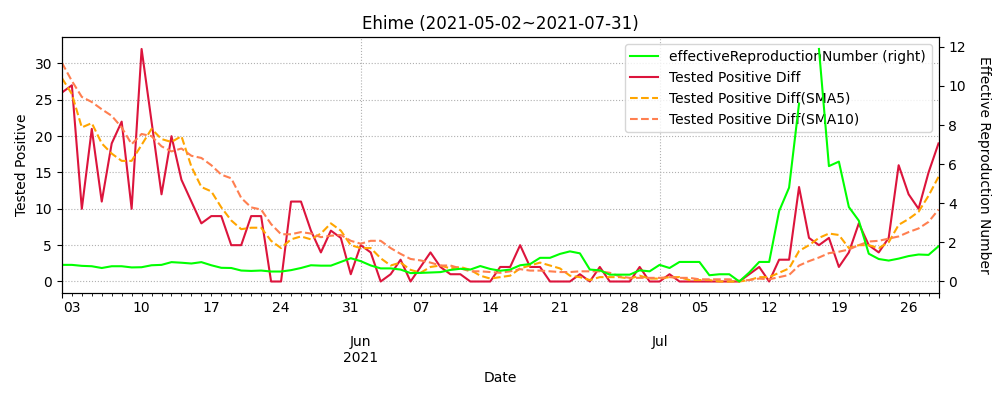 Ehime (2021-05-02~2021-07-31)
effectiveReproductionNumber (right)
Tested Positive Diff
Tested Positive Diff(SMA5)
Tested Positive Diff(SMA10)
Tested Positive
30
25
20
15
10
5
0
Effective Reproduction Number
12
10
8
6
4
2
0
03 10 17 24 31 07 14 21 28 05 12 19 26
Jun Jul
2021
Date